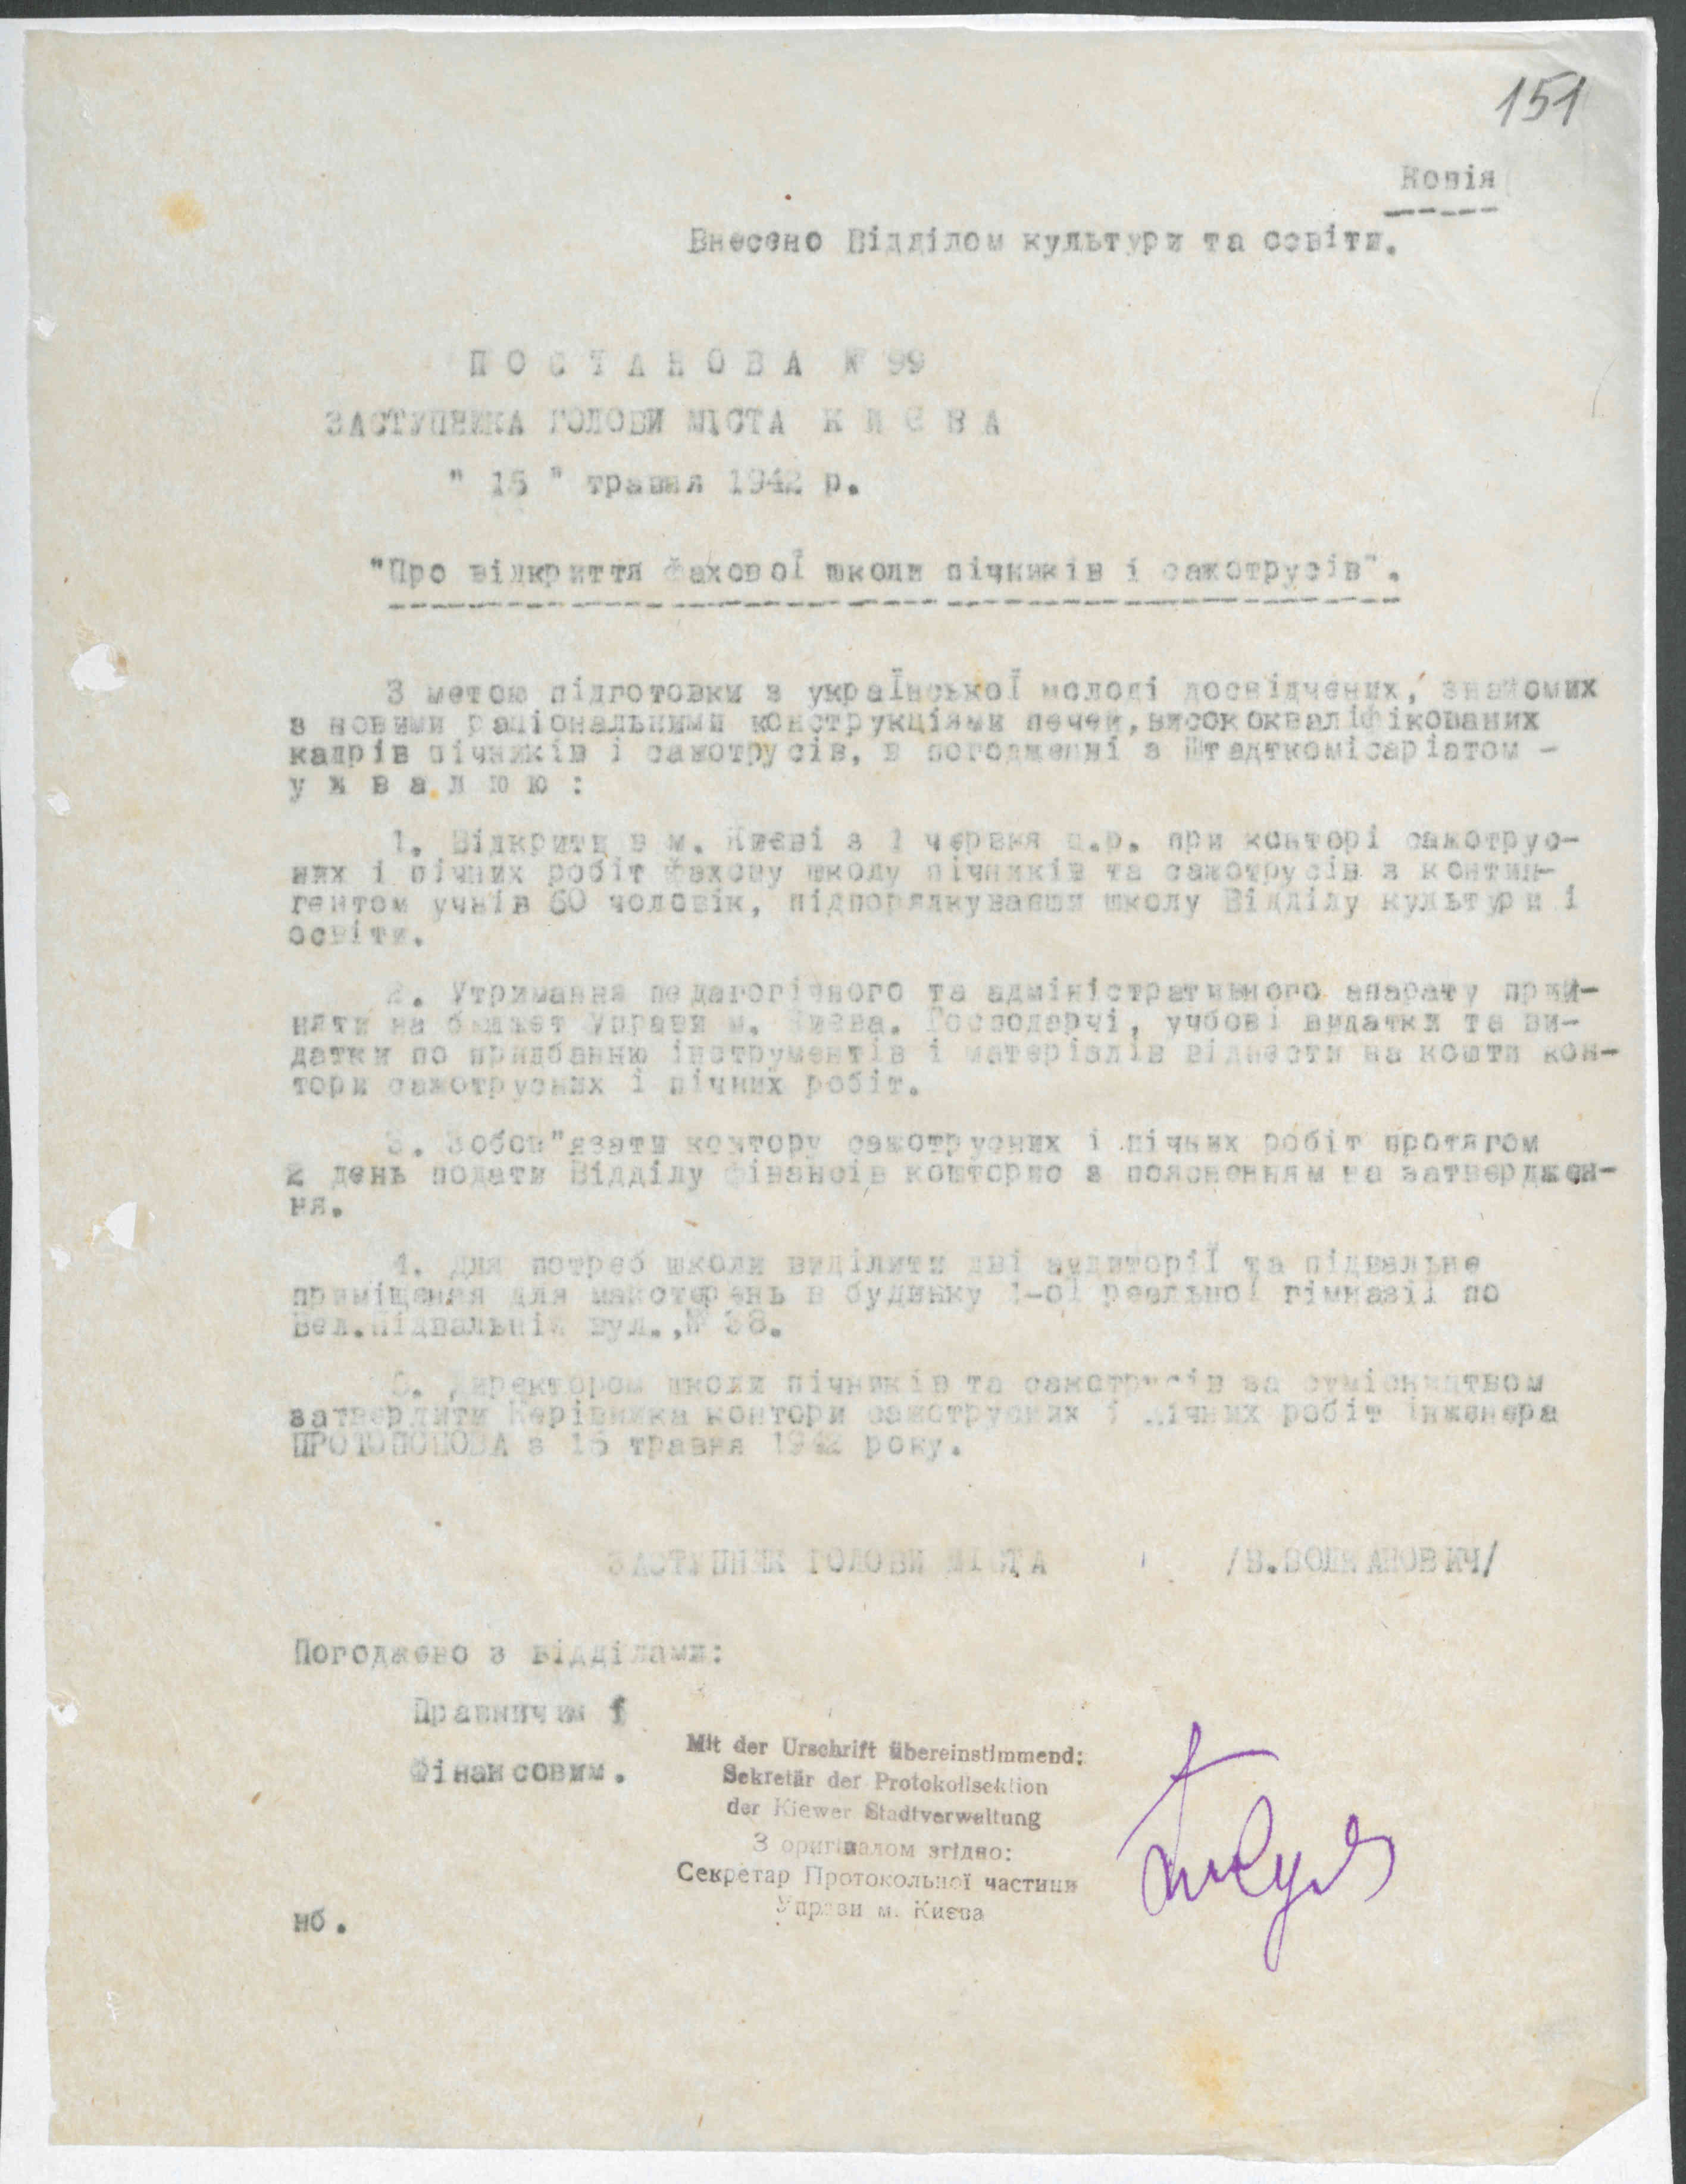 151
Копія
Внесено Відділом культури та освіти.
П О С Т А Н О В А № 99
ЗАСТУПНИКА ГОЛОВИ МІСТА К И Є В А
" 15 " травня 1942 р.
"Про відкриття фахової школи пічників і сажотрусів".
З метою підготовки з української молоді досвідчених, знайомих
з новими раціональними конструкціями печей, висококваліфікованих
кадрів пічників і сажотрусів, в погодженні з Штадткомісаріатом -
у х в а л ю ю :
1. Відкрити в м. Києві з 1 червня ц.р. при конторі сажотрус-
них і пічних робіт фахову школу пічників та сажотрусів з контин-
гентом учнів 60 чоловік, підпорядкувавши школу Відділу культури і
освіти.
2. Утримання педагогічного та адміністративного апарату прий-
няти на бюджет Управи м. Києва. Господарчі, учбові видатки та ви-
датки по придбанню інструментів і матеріалів віднести на кошти кон-
тори сажотрусних і пічних робіт.
3. Зобов"язати контору сажотрусних і пічних робіт протягом
2 день подати Відділу фінансів кошторис з поясненням на затверджен-
ня.
4. Для потреб школи виділити дві аудиторії та підвальне
приміщення для майстерень в будинку 1-ої реальної гімназії по
Вел.Підвальній вул.,№ 38.
5. Директором школи пічників та сажотрусів за сумісництвом
затвердити Керівника контори сажотрусних і пічних робіт інженера
ПРОТОПОПОВА з 15 травня 1942 року.
ЗАСТУПНИК ГОЛОВИ МІСТА /В.ВОЛКАНОВИЧ/
Погоджено з відділами:
Правничим і
Фінансовим.
Mit der Urschrift übereinstimmend:
Sekretär der Protokollsektion
der Kiewer Stadtverwaltung
З оригіналом згідно:
Секретар Протокольної частини
Управи м. Києва
нб.